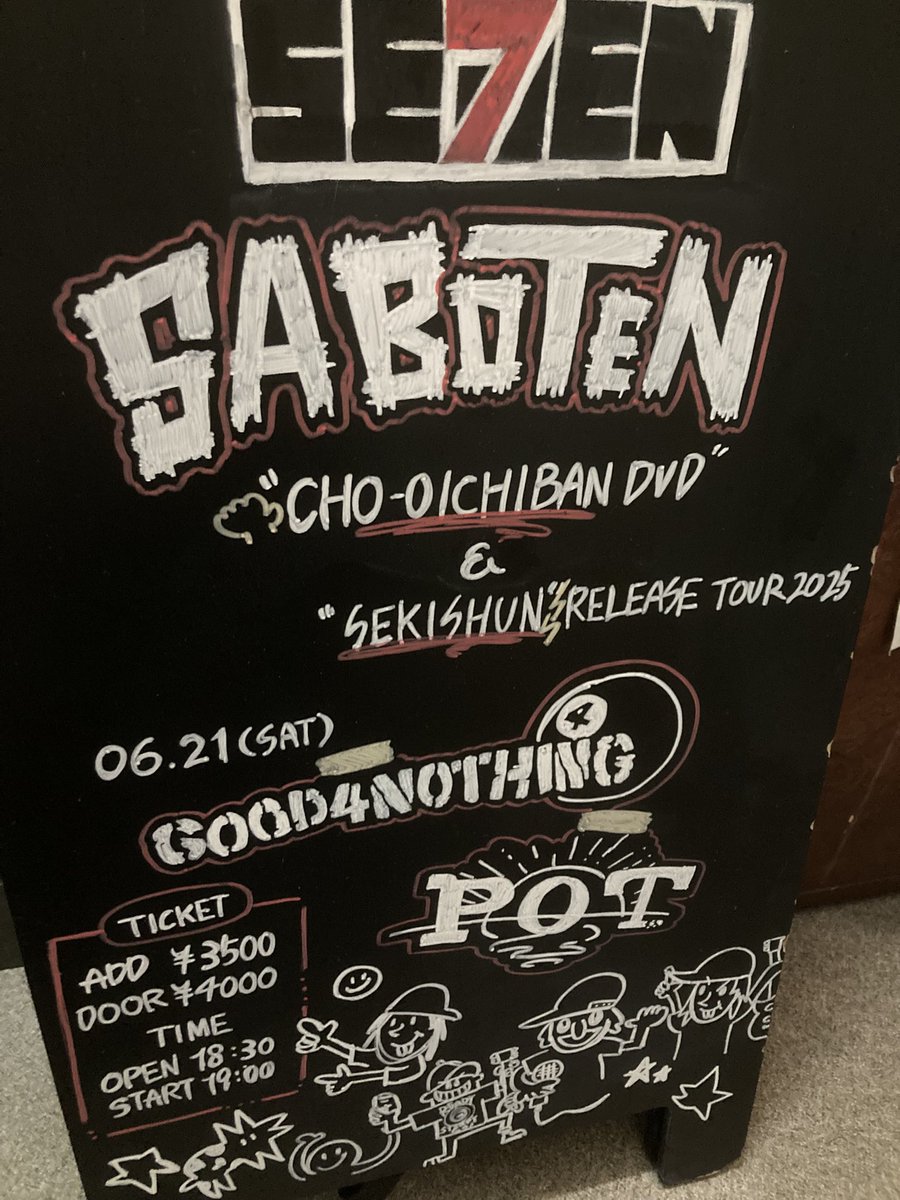 SE7EN
SABOTEN
"CHO-OICHIBAN DVD"
&
"SEKISHUN" RELEASE TOUR 2025
06.21(SAT)
4
GOOD4NOTHING
POT
TICKET
ADD ¥3500
DOOR ¥4000
TIME
OPEN 18:30
START 19:00